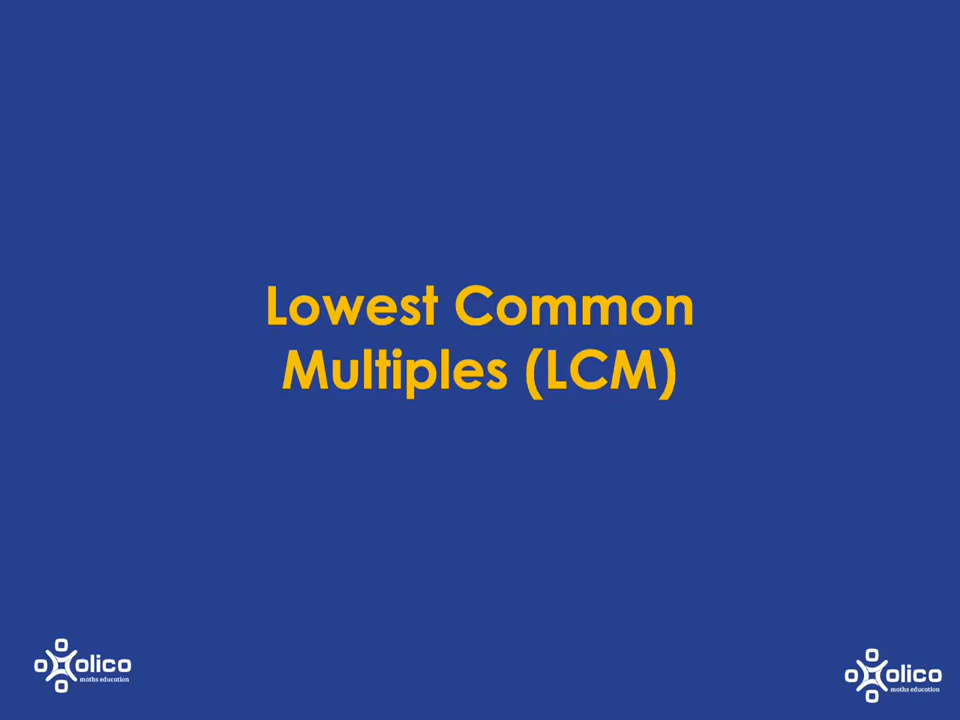 Lowest Common
Multiples (LCM)
olico
maths education
olico
maths education